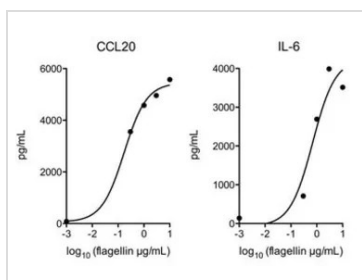 CCL20
6000
4000
2000
0
pg/mL
-3 -2 -1 0 1
log10 (flagellin µg/mL)
IL-6
4000
3000
2000
1000
0
pg/mL
-3 -2 -1 0 1
log10 (flagellin µg/mL)